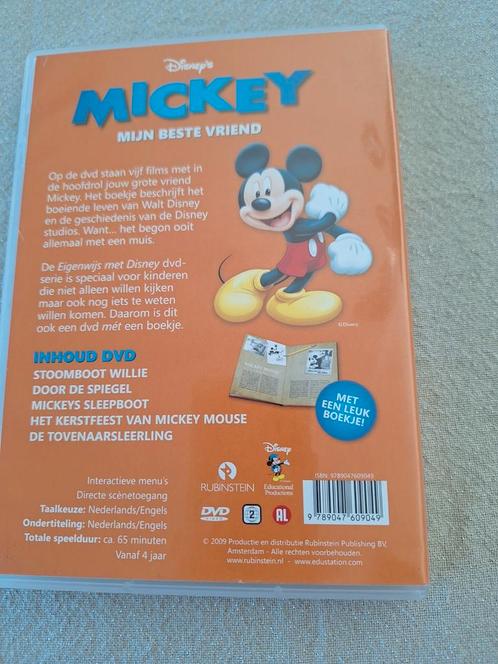 Disney's
MICKEY
MIJN BESTE VRIEND
Op de dvd staan vijf films met in
de hoofdrol jouw grote vriend
Mickey. Het boekje beschrijft het
boeiende leven van Walt Disney
en de geschiedenis van de Disney
studios. Want... het begon ooit
allemaal met een muis.
De Eigenwijs met Disney dvd-
serie is speciaal voor kinderen
die niet alleen willen kijken
maar ook nog iets te weten
willen komen. Daarom is dit
ook een dvd mét een boekje.
© Disney
INHOUD DVD
STOOMBOOT WILLIE
DOOR DE SPIEGEL
MICKEYS SLEEPBOOT
HET KERSTFEEST VAN MICKEY MOUSE
DE TOVENAARSLEERLING
MET
EEN LEUK
BOEKJE!
Interactieve menu's
Directe scènetoegang
Taalkeuze: Nederlands/Engels
Ondertiteling: Nederlands/Engels
Totale speelduur: ca. 65 minuten
Vanaf 4 jaar
RUBINSTEIN
Disney
Educational
Productions
ISBN: 9789047609049
9 789047 609049
DVD
VIDEO
2
AL
© 2009 Productie en distributie Rubinstein Publishing BV,
Amsterdam - Alle rechten voorbehouden.
www.rubinstein.nl - www.edustation.com